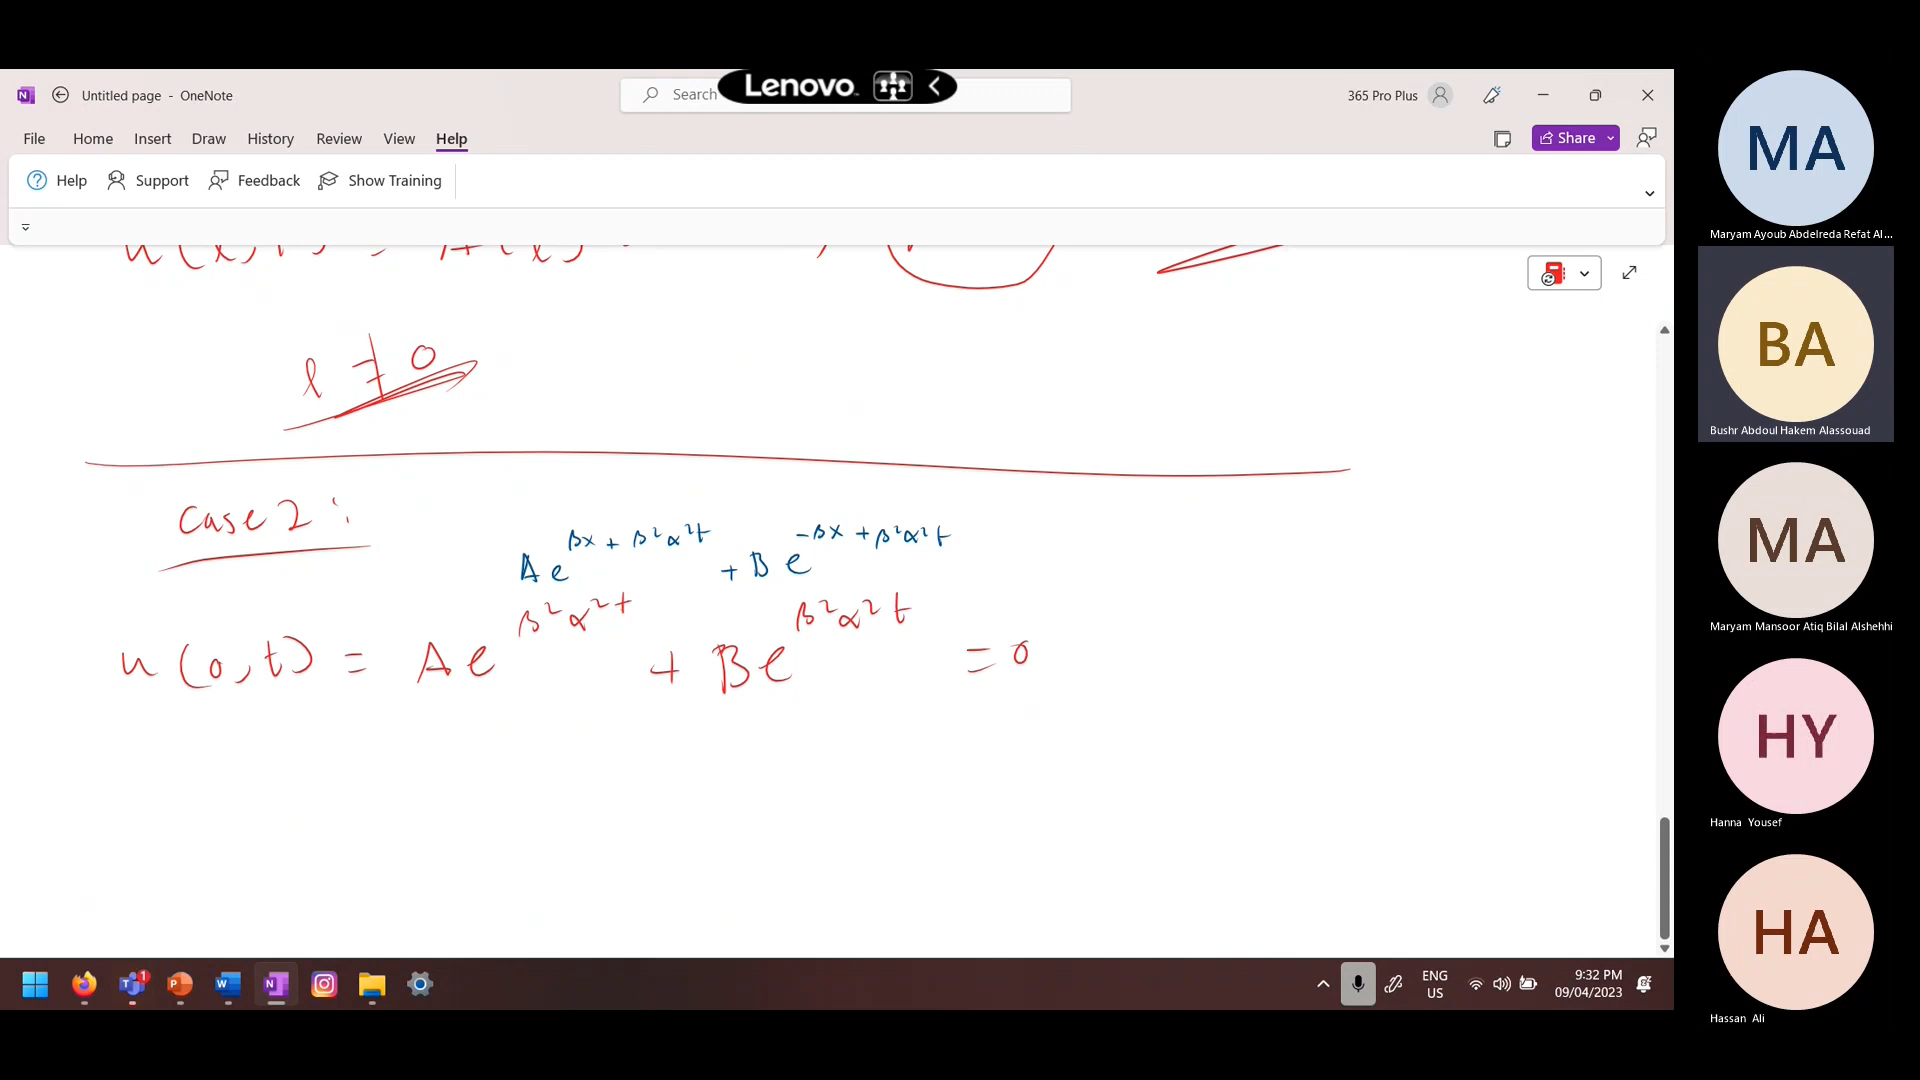 Lenovo
Untitled page - OneNote
Search
365 Pro Plus
File Home Insert Draw History Review View Help
Share
Help Support Feedback Show Training
l ≠ 0
Case 2 :
A e^{βx + β²α²t} + B e^{-βx + β²α²t}
u(0,t) = A e^{β²α²t} + B e^{β²α²t} = 0
MA
Maryam Ayoub Abdelreda Refat Al...
BA
Bushr Abdoul Hakem Alassouad
MA
Maryam Mansoor Atiq Bilal Alshehhi
HY
Hanna Yousef
HA
Hassan Ali
1
ENG
US
9:32 PM
09/04/2023